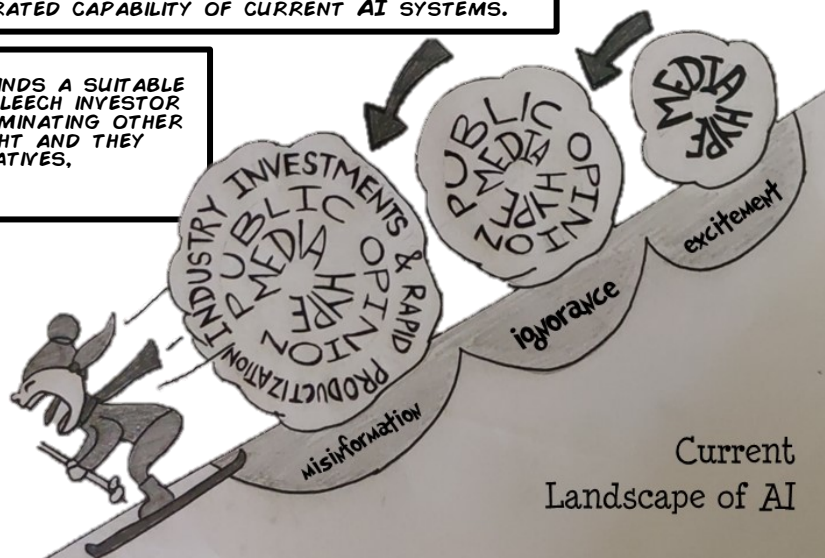 RATED CAPABILITY OF CURRENT AI SYSTEMS.
INDS A SUITABLE
LEECH INVESTOR
MINATING OTHER
HT AND THEY
ATIVES,
MEDIA HYPE
excitement
PUBLIC OPINION
MEDIA HYPE
ignorance
INDUSTRY INVESTMENTS & RAPID PRODUCTIZATION
PUBLIC OPINION
MEDIA HYPE
misinformation
Current
Landscape of AI